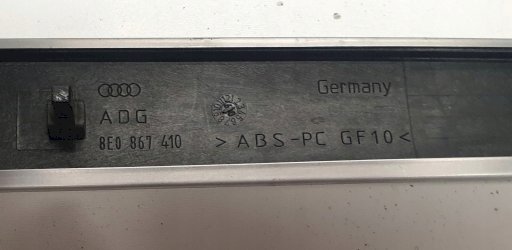 Germany
ADG
8E0 867 410
>ABS-PC GF10<